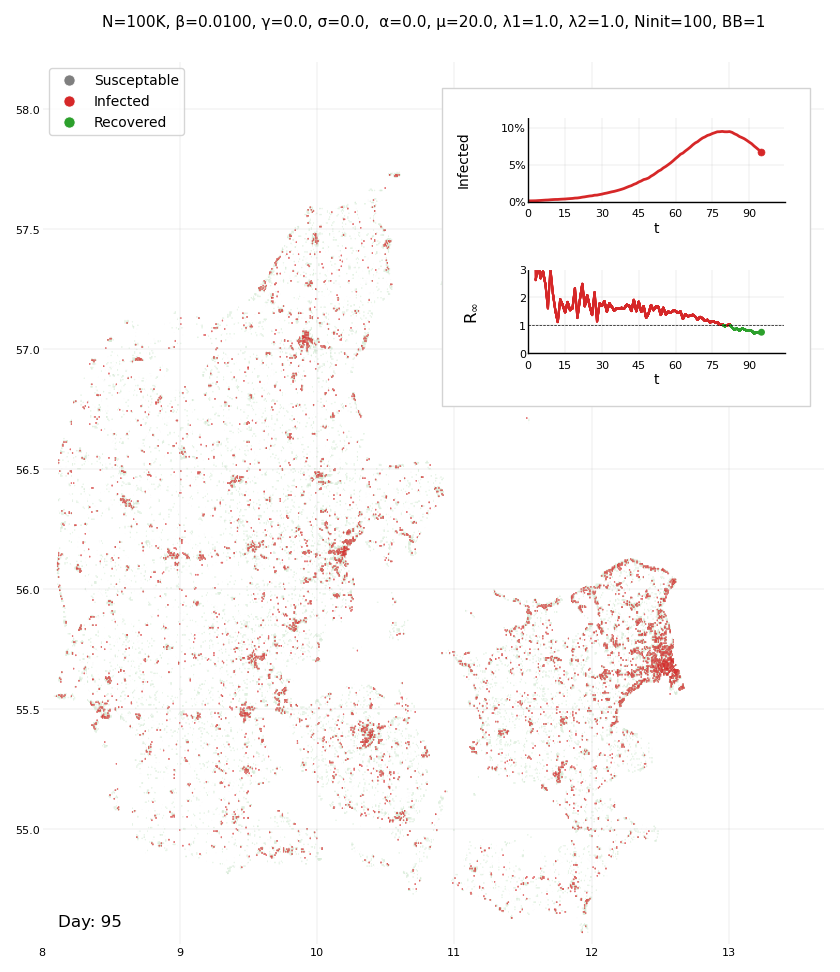 N=100K, β=0.0100, γ=0.0, σ=0.0, α=0.0, μ=20.0, λ1=1.0, λ2=1.0, Ninit=100, BB=1
Susceptable
Infected
Recovered
Infected
10%
5%
0%
0 15 30 45 60 75 90
t
R∞
3
2
1
0
0 15 30 45 60 75 90
t
58.0
57.5
57.0
56.5
56.0
55.5
55.0
Day: 95
8 9 10 11 12 13